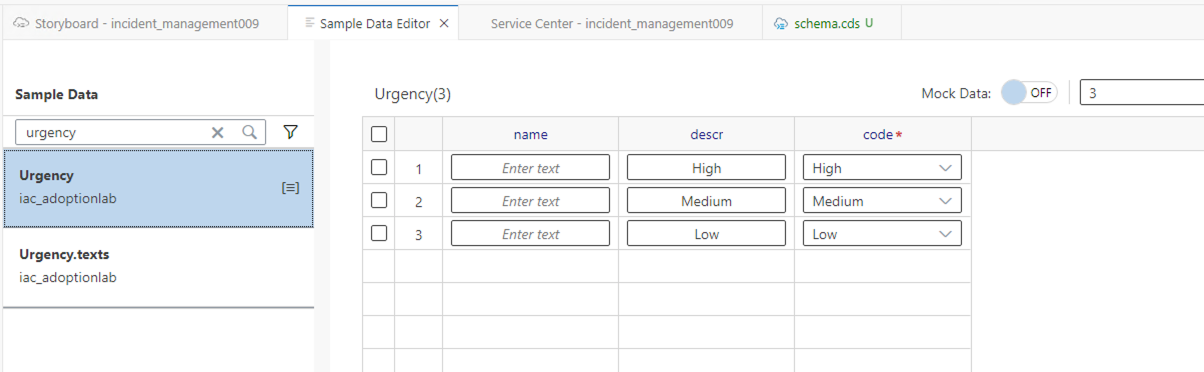 Storyboard - incident_management009
Sample Data Editor
Service Center - incident_management009
schema.cds U
Sample Data
urgency
Urgency
iac_adoptionlab
Urgency.texts
iac_adoptionlab
Urgency(3)
Mock Data: OFF 3
name descr code *
1 Enter text High High
2 Enter text Medium Medium
3 Enter text Low Low